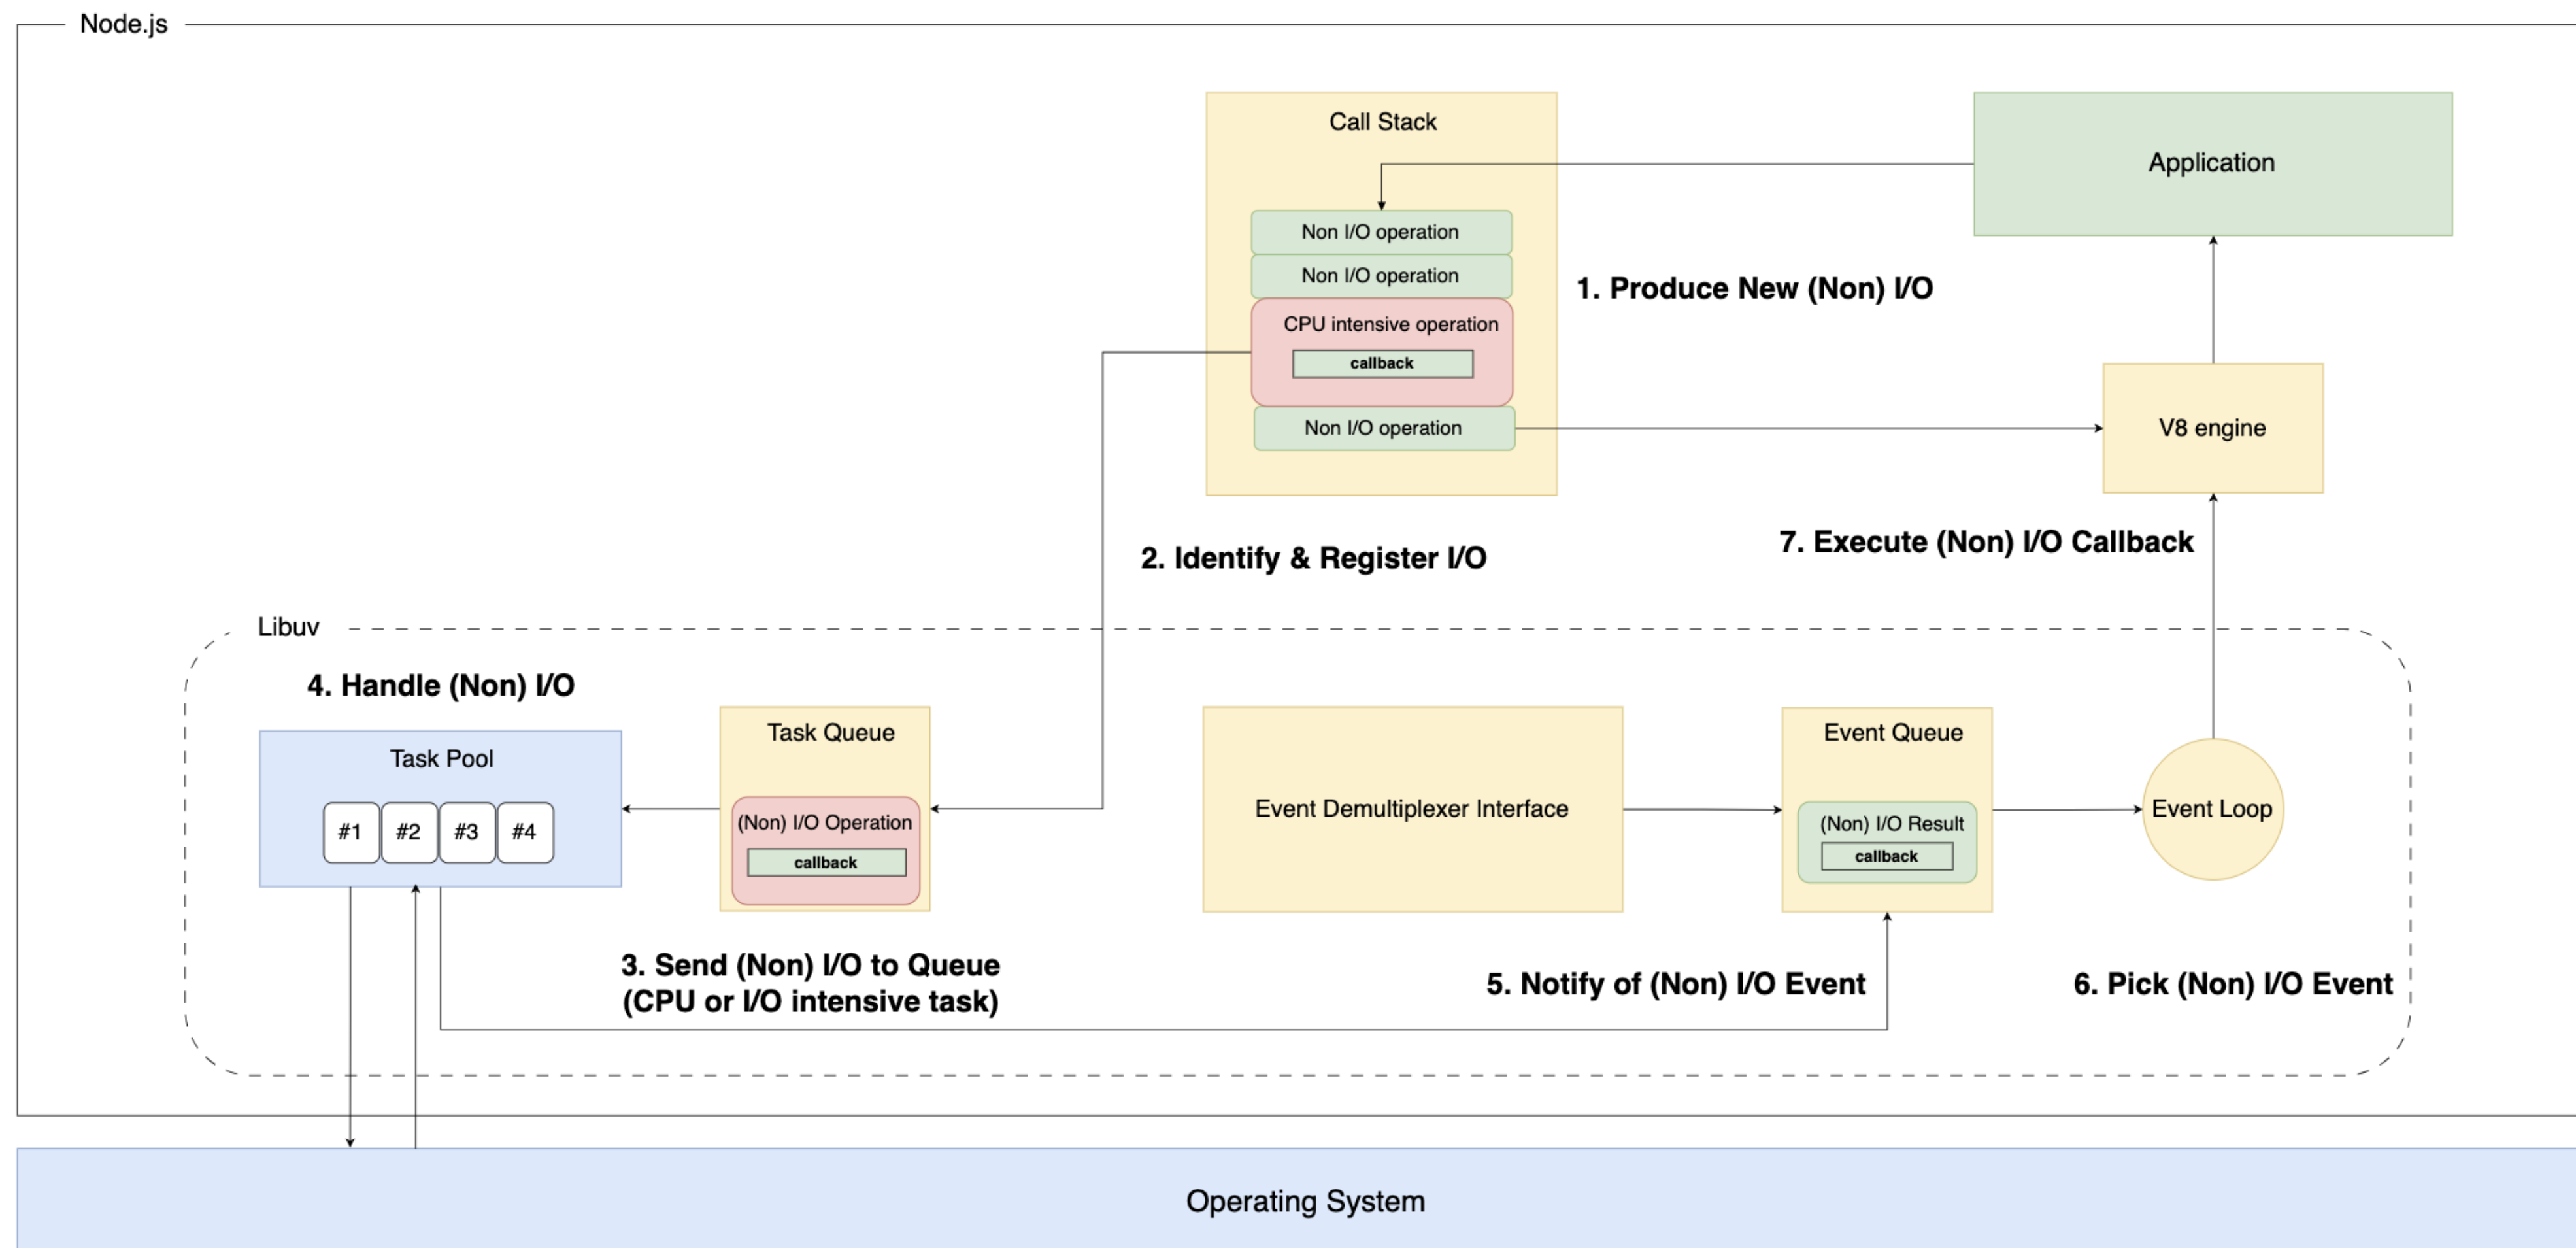 Node.js
Call Stack
Application
Non I/O operation
Non I/O operation
1. Produce New (Non) I/O
CPU intensive operation
callback
Non I/O operation
V8 engine
2. Identify & Register I/O
7. Execute (Non) I/O Callback
Libuv
4. Handle (Non) I/O
Task Pool
#1 #2 #3 #4
Task Queue
(Non) I/O Operation
callback
Event Demultiplexer Interface
Event Queue
(Non) I/O Result
callback
Event Loop
3. Send (Non) I/O to Queue
(CPU or I/O intensive task)
5. Notify of (Non) I/O Event
6. Pick (Non) I/O Event
Operating System